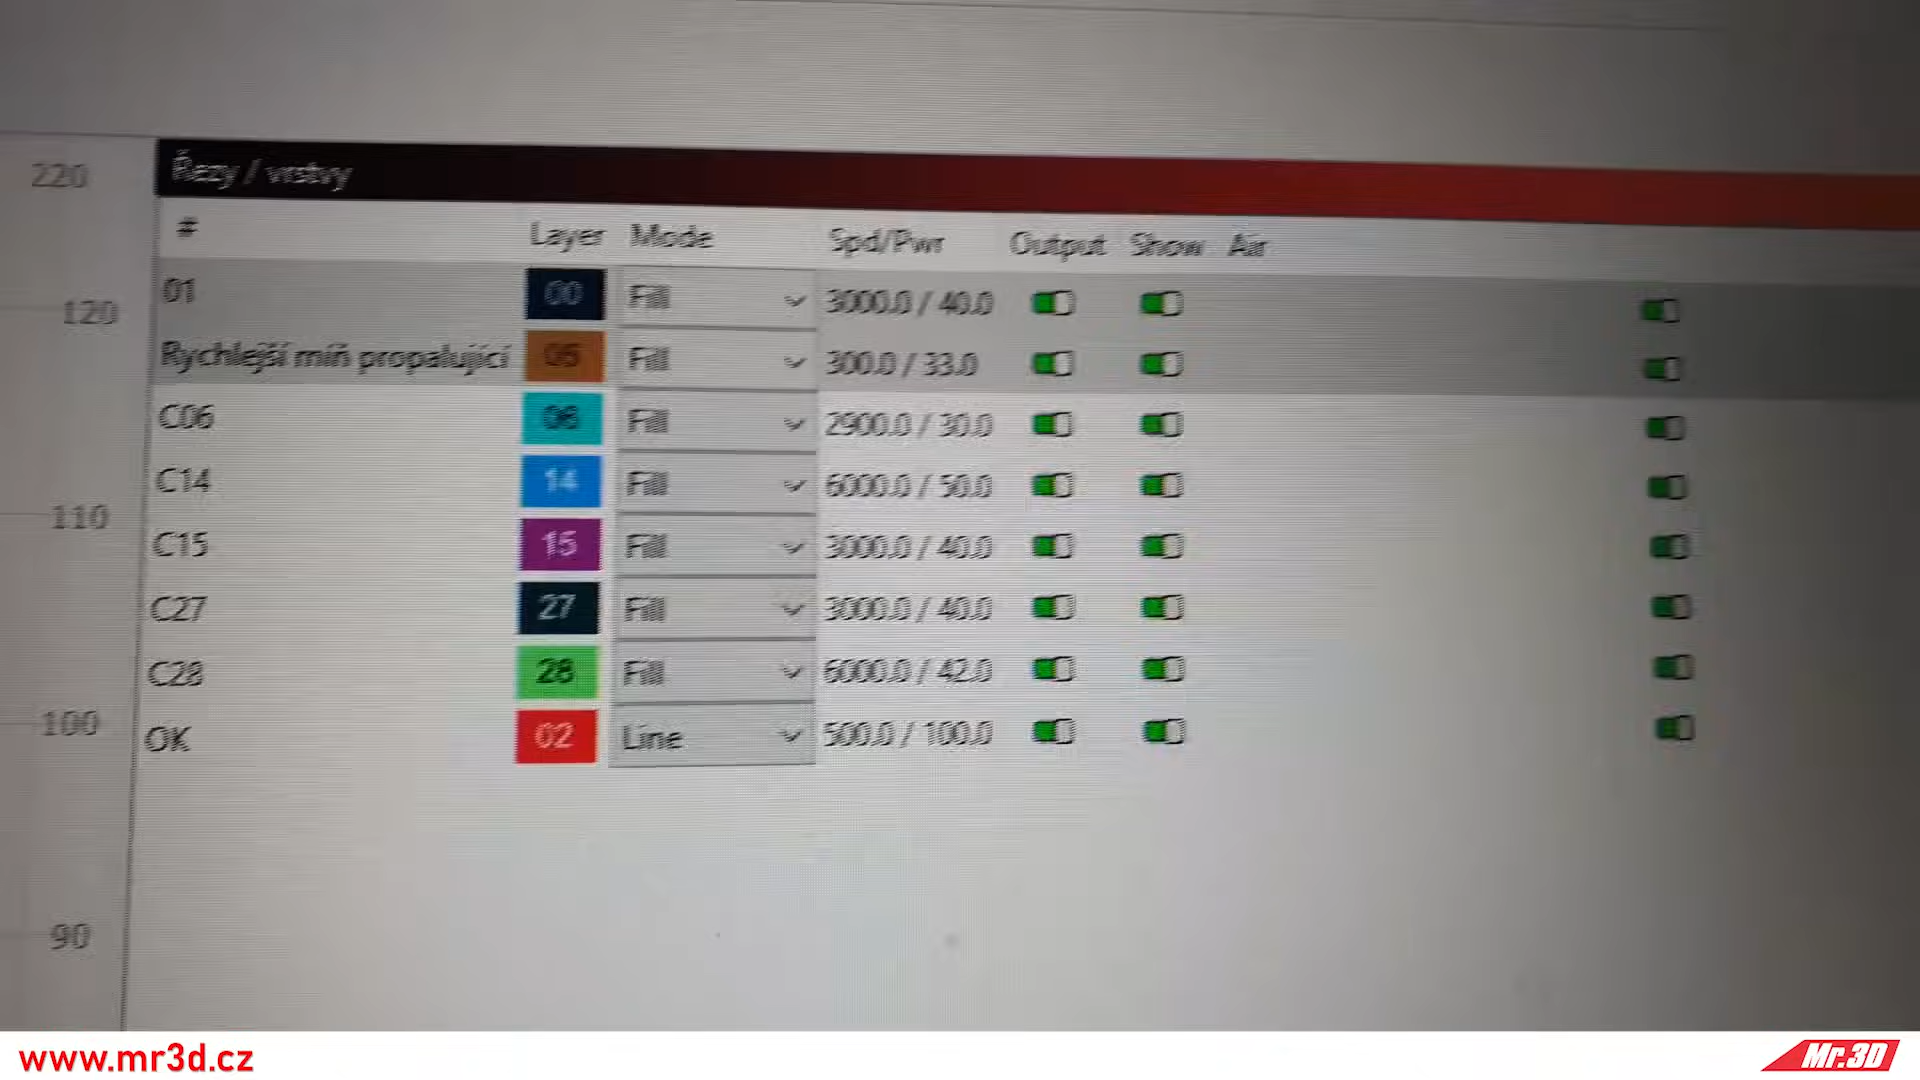 220
Řezy / vrstvy
# Layer Mode Spd/Pwr Output Show Air
01 00 Fill 3000.0 / 40.0
120
Rychlejší míň propalující 05 Fill 300.0 / 33.0
C06 06 Fill 2900.0 / 30.0
C14 14 Fill 6000.0 / 50.0
110
C15 15 Fill 3000.0 / 40.0
C27 27 Fill 3000.0 / 40.0
C28 28 Fill 6000.0 / 42.0
100
OK 02 Line 500.0 / 100.0
90
www.mr3d.cz
Mr.3D